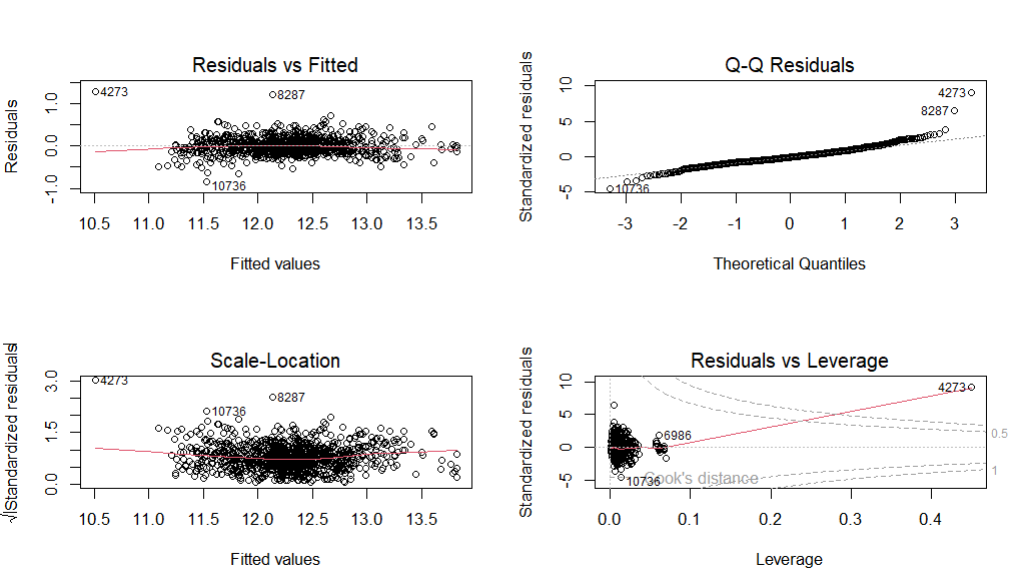 Residuals vs Fitted
Residuals
1.0
0.0
-1.0
4273
8287
10736
10.5 11.0 11.5 12.0 12.5 13.0 13.5
Fitted values
Q-Q Residuals
Standardized residuals
10
5
0
-5
4273
8287
10736
-3 -2 -1 0 1 2 3
Theoretical Quantiles
Scale-Location
√|Standardized residuals|
3.0
1.5
0.0
4273
8287
10736
10.5 11.0 11.5 12.0 12.5 13.0 13.5
Fitted values
Residuals vs Leverage
Standardized residuals
10
5
0
-5
4273
6986
10736
Cook's distance
0.5
1
0.0 0.1 0.2 0.3 0.4
Leverage